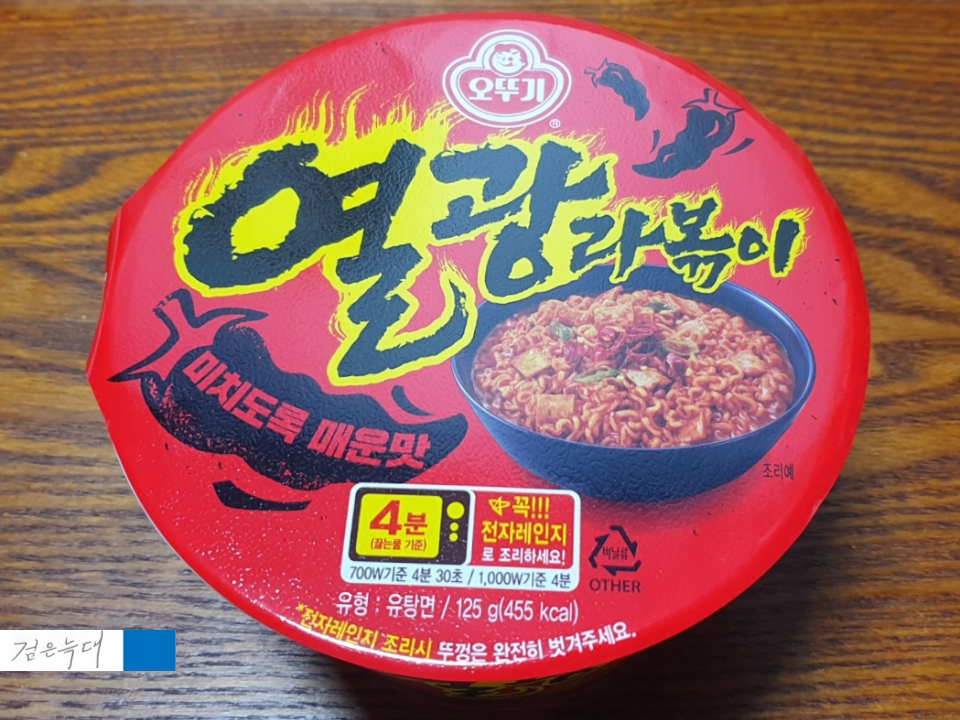 오뚜기
®
열광라볶이
미치도록 매운맛
조리예
4분
(끓는물 기준)
꼭!!!
전자레인지
로 조리하세요!
700W기준 4분 30초 / 1,000W기준 4분
비닐류
OTHER
유형 : 유탕면 / 125 g(455 kcal)
*전자레인지 조리시 뚜껑은 완전히 벗겨주세요.
검은늑대